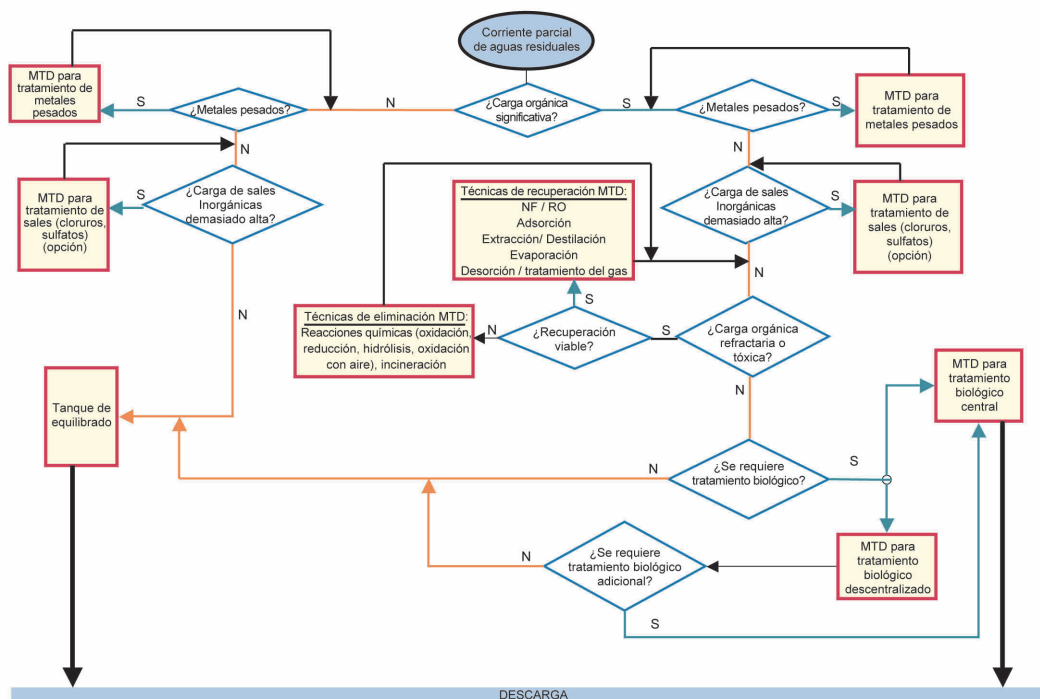 Corriente parcial
de aguas residuales
MTD para
tratamiento de
metales
pesados
S
¿Metales pesados?
N
¿Carga orgánica
significativa?
S
¿Metales pesados?
S
MTD para
tratamiento de
metales pesados
N
N
MTD para
tratamiento de
sales (cloruros,
sulfatos)
(opción)
S
¿Carga de sales
Inorgánicas
demasiado alta?
Técnicas de recuperación MTD:
NF / RO
Adsorción
Extracción/ Destilación
Evaporación
Desorción / tratamiento del gas
¿Carga de sales
Inorgánicas
demasiado alta?
S
MTD para
tratamiento de
sales (cloruros,
sulfatos)
(opción)
N
N
S
Técnicas de eliminación MTD:
Reacciones químicas (oxidación,
reducción, hidrólisis, oxidación
con aire), incineración
N
¿Recuperación
viable?
S
¿Carga orgánica
refractaria o
tóxica?
N
MTD para
tratamiento
biológico
central
Tanque de
equilibrado
N
¿Se requiere
tratamiento biológico?
S
N
¿Se requiere
tratamiento biológico
adicional?
MTD para
tratamiento
biológico
descentralizado
S
DESCARGA